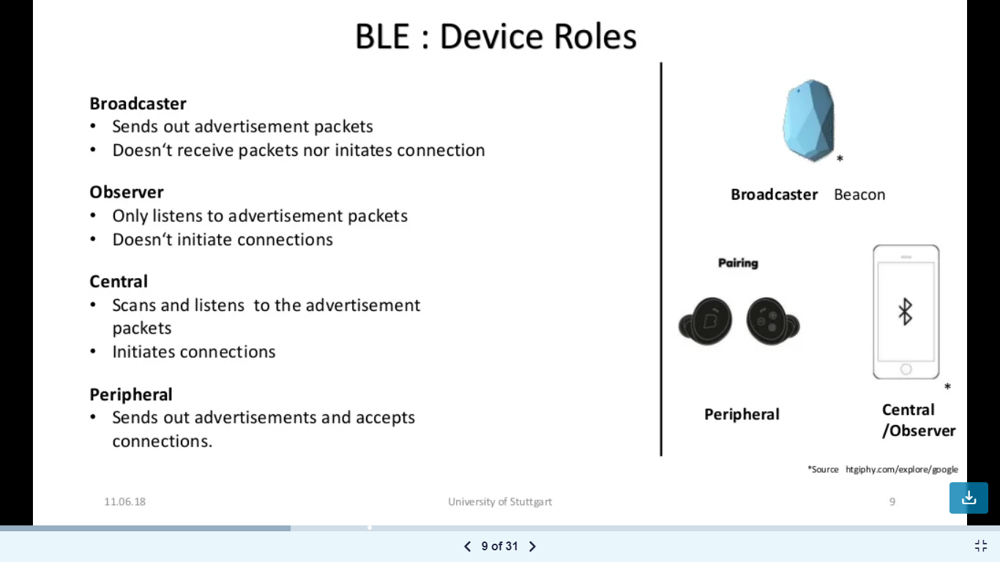 BLE : Device Roles
Broadcaster
• Sends out advertisement packets
• Doesn‘t receive packets nor initates connection
Observer
• Only listens to advertisement packets
• Doesn‘t initiate connections
Central
• Scans and listens to the advertisement
packets
• Initiates connections
Peripheral
• Sends out advertisements and accepts
connections.
*
Broadcaster Beacon
Pairing
*
Peripheral
Central
/Observer
*Source htgiphy.com/explore/google
11.06.18
University of Stuttgart
9
9 of 31